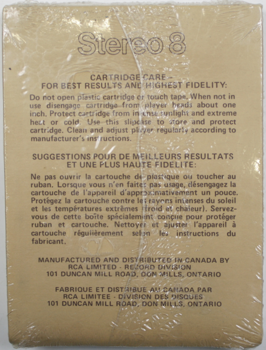 Stereo 8
CARTRIDGE CARE -
FOR BEST RESULTS AND HIGHEST FIDELITY:
Do not open plastic cartridge or touch tape. When not in
use disengage cartridge from player heads about one
inch. Protect cartridge from intense sunlight and extreme
heat or cold. Use this slipcase to store and protect
cartridge. Clean and adjust player regularly according to
manufacturer's instructions.
SUGGESTIONS POUR DE MEILLEURS RÉSULTATS
ET UNE PLUS HAUTE FIDÉLITÉ:
Ne pas ouvrir la cartouche de plastique ou toucher au
ruban. Lorsque vous n'en faites pas usage, désengagez la
cartouche de l'appareil d'approximativement un pouce.
Protégez la cartouche contre les rayons intenses du soleil
et les températures extrêmes (froid et chaleur). Servez-
vous de cette boîte spécialement conçue pour protéger
ruban et cartouche. Nettoyez et ajustez l'appareil à
cartouche régulièrement selon les instructions du
fabricant.
MANUFACTURED AND DISTRIBUTED IN CANADA BY
RCA LIMITED - RECORD DIVISION
101 DUNCAN MILL ROAD, DON MILLS, ONTARIO
FABRIQUÉ ET DISTRIBUÉ AU CANADA PAR
RCA LIMITÉE - DIVISION DES DISQUES
101 DUNCAN MILL ROAD, DON MILLS, ONTARIO